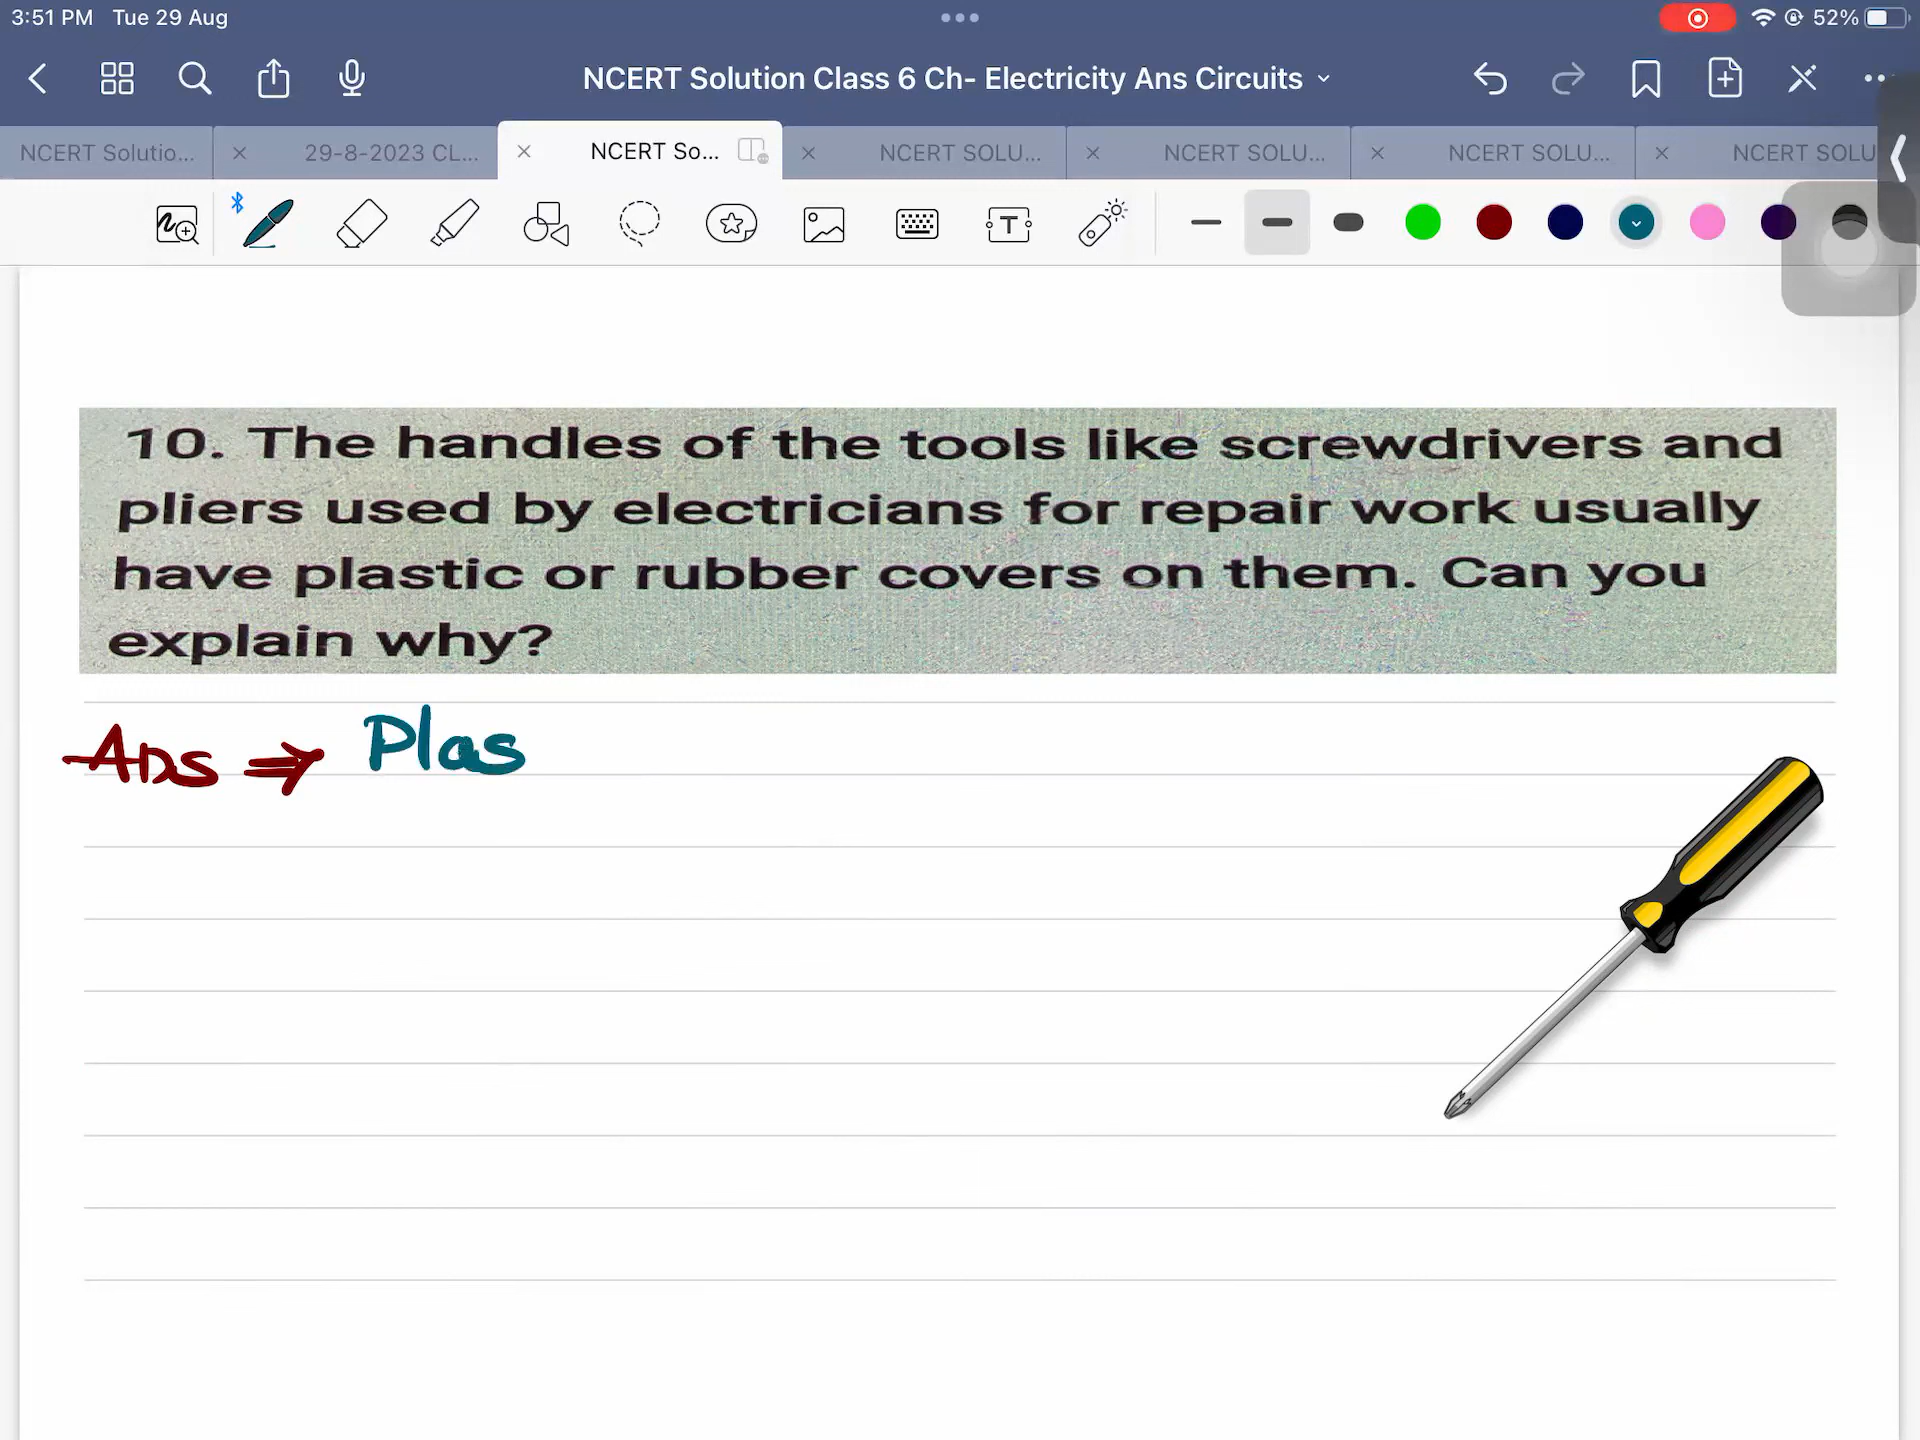 3:51 PM Tue 29 Aug
52%
NCERT Solution Class 6 Ch- Electricity Ans Circuits
NCERT Solutio... 29-8-2023 CL... NCERT So... NCERT SOLU... NCERT SOLU... NCERT SOLU... NCERT SOLU
T
10. The handles of the tools like screwdrivers and
pliers used by electricians for repair work usually
have plastic or rubber covers on them. Can you
explain why?
Ans ⇒ Plas